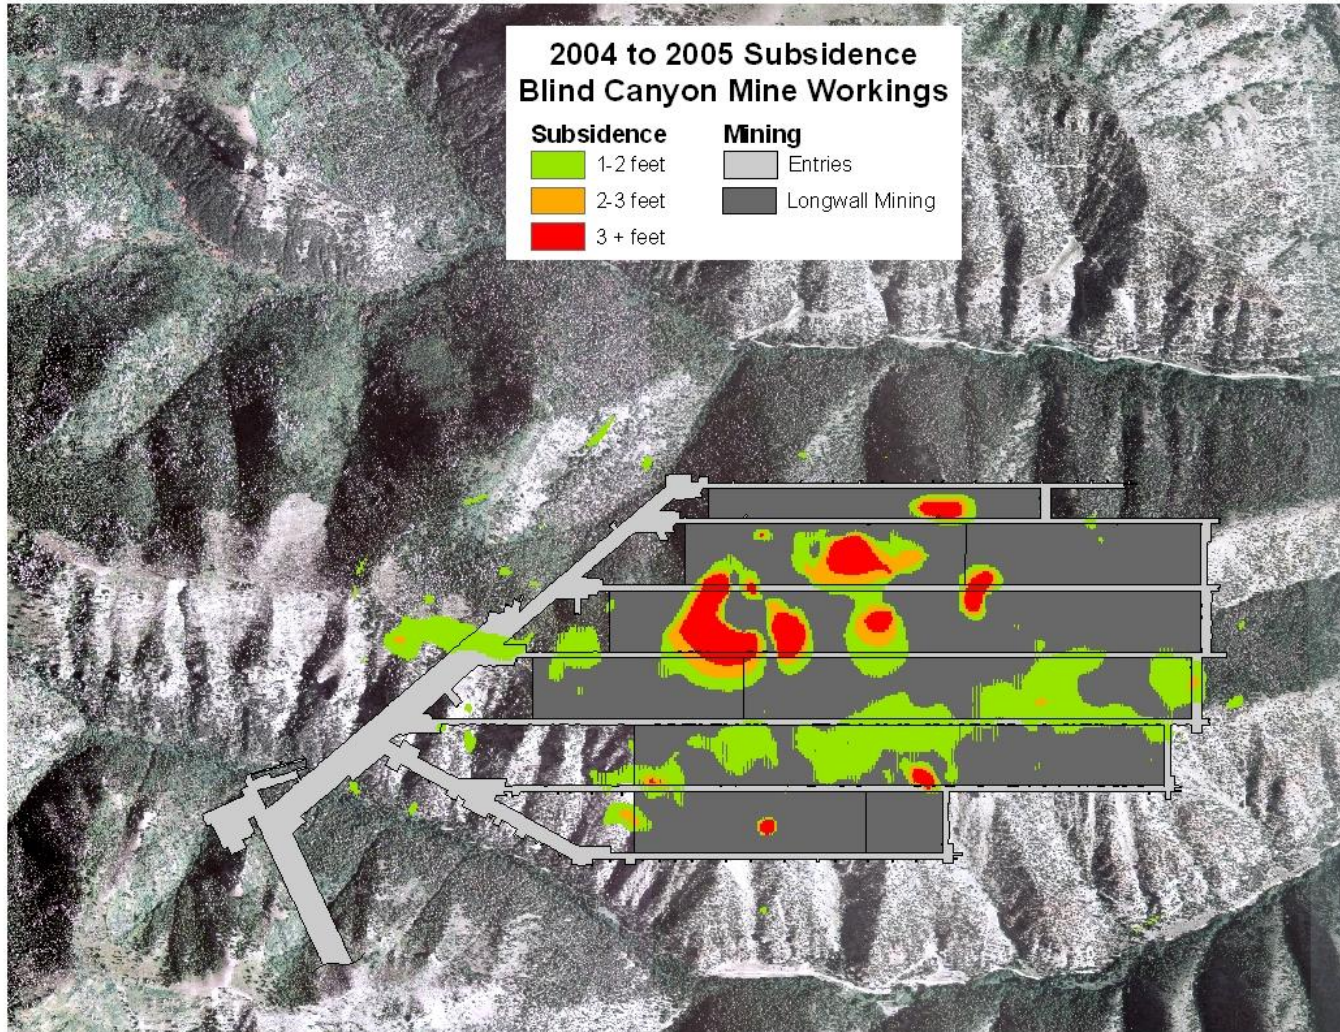 2004 to 2005 Subsidence
Blind Canyon Mine Workings
Subsidence
1-2 feet
2-3 feet
3 + feet
Mining
Entries
Longwall Mining